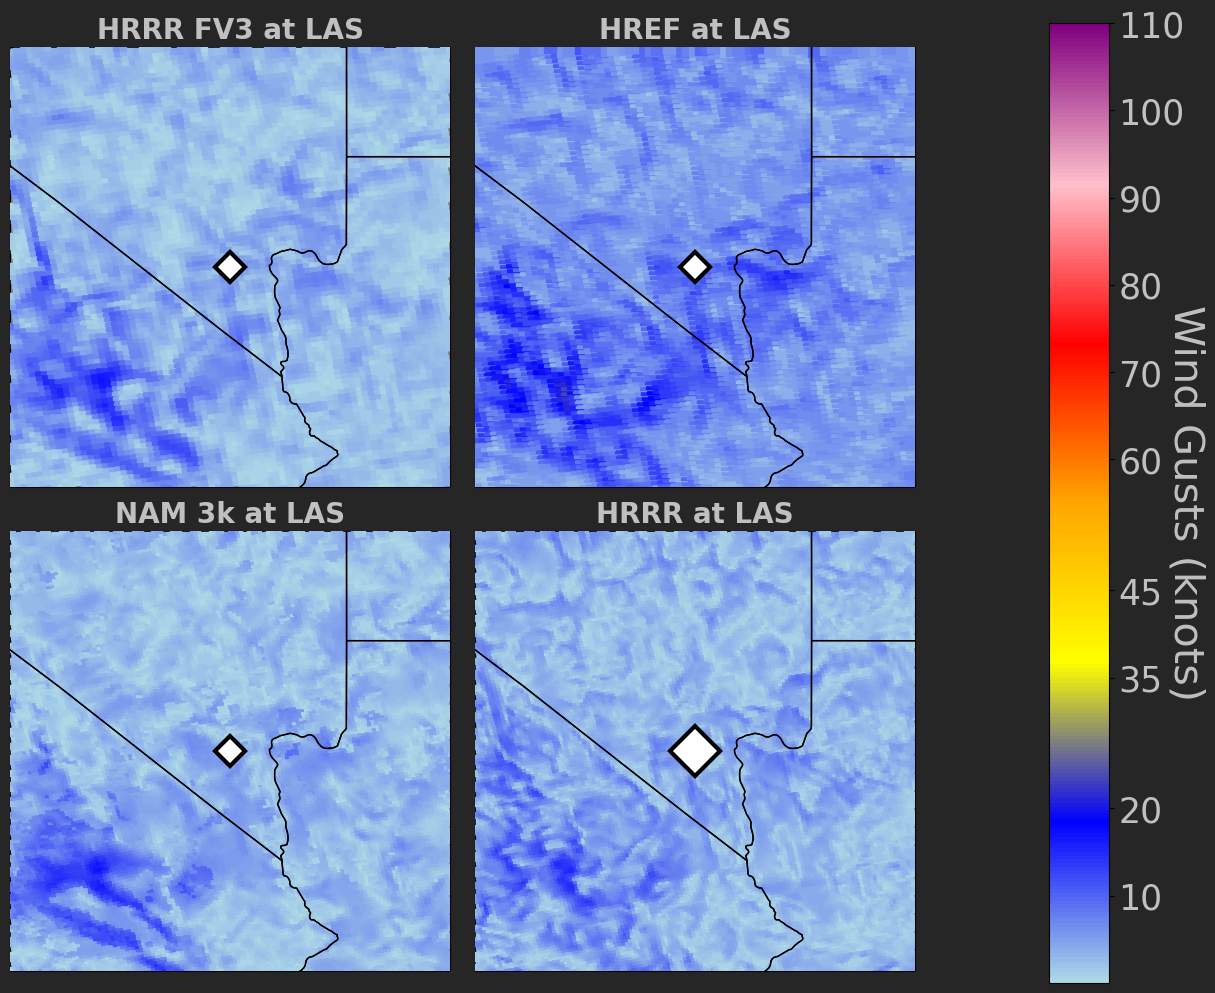 HRRR FV3 at LAS
HREF at LAS
NAM 3k at LAS
HRRR at LAS
110
100
90
80
70
60
45
35
20
10
Wind Gusts (knots)